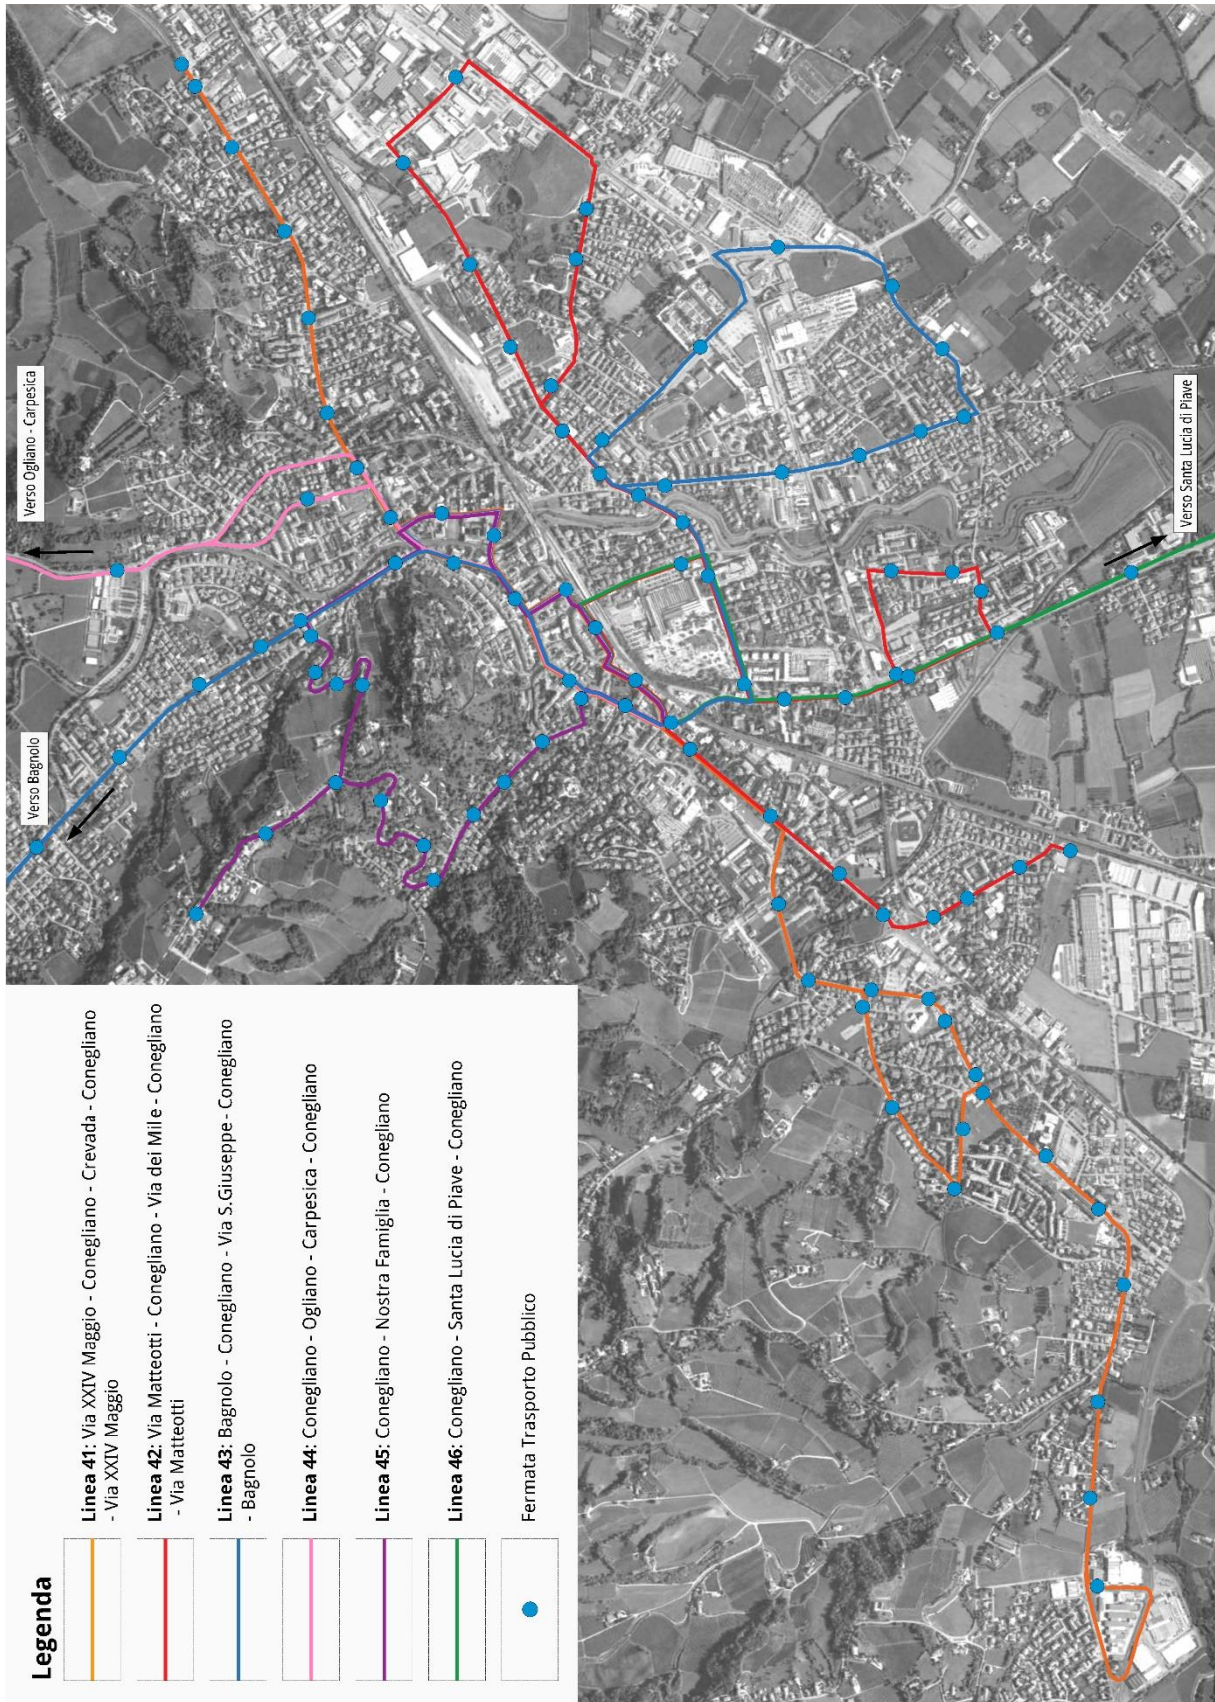 Legenda
Linea 41: Via XXIV Maggio - Conegliano - Crevada - Conegliano
- Via XXIV Maggio
Linea 42: Via Matteotti - Conegliano - Via dei Mille - Conegliano
- Via Matteotti
Linea 43: Bagnolo - Conegliano - Via S.Giuseppe - Conegliano
- Bagnolo
Linea 44: Conegliano - Ogliano - Carpesica - Conegliano
Linea 45: Conegliano - Nostra Famiglia - Conegliano
Linea 46: Conegliano - Santa Lucia di Piave - Conegliano
Fermata Trasporto Pubblico
Verso Bagnolo
Verso Ogliano - Carpesica
Verso Santa Lucia di Piave